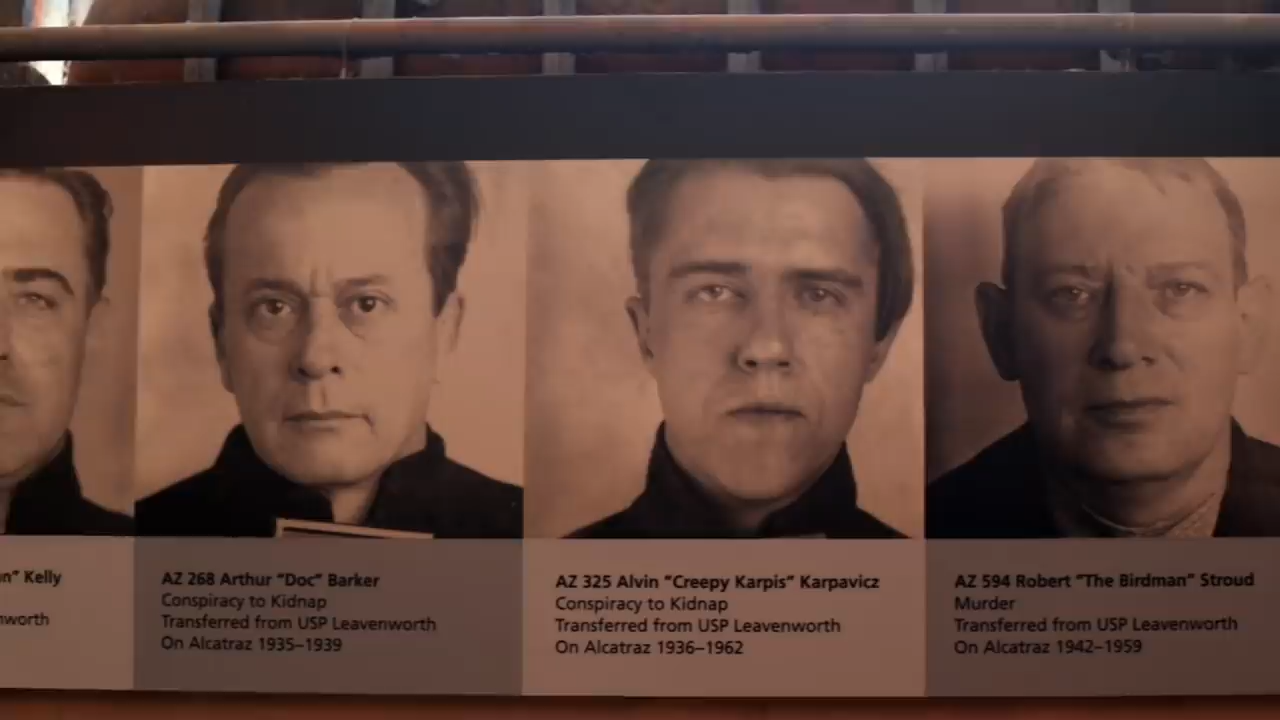 n" Kelly
nworth
AZ 268 Arthur "Doc" Barker
Conspiracy to Kidnap
Transferred from USP Leavenworth
On Alcatraz 1935–1939
AZ 325 Alvin "Creepy Karpis" Karpavicz
Conspiracy to Kidnap
Transferred from USP Leavenworth
On Alcatraz 1936–1962
AZ 594 Robert "The Birdman" Stroud
Murder
Transferred from USP Leavenworth
On Alcatraz 1942–1959